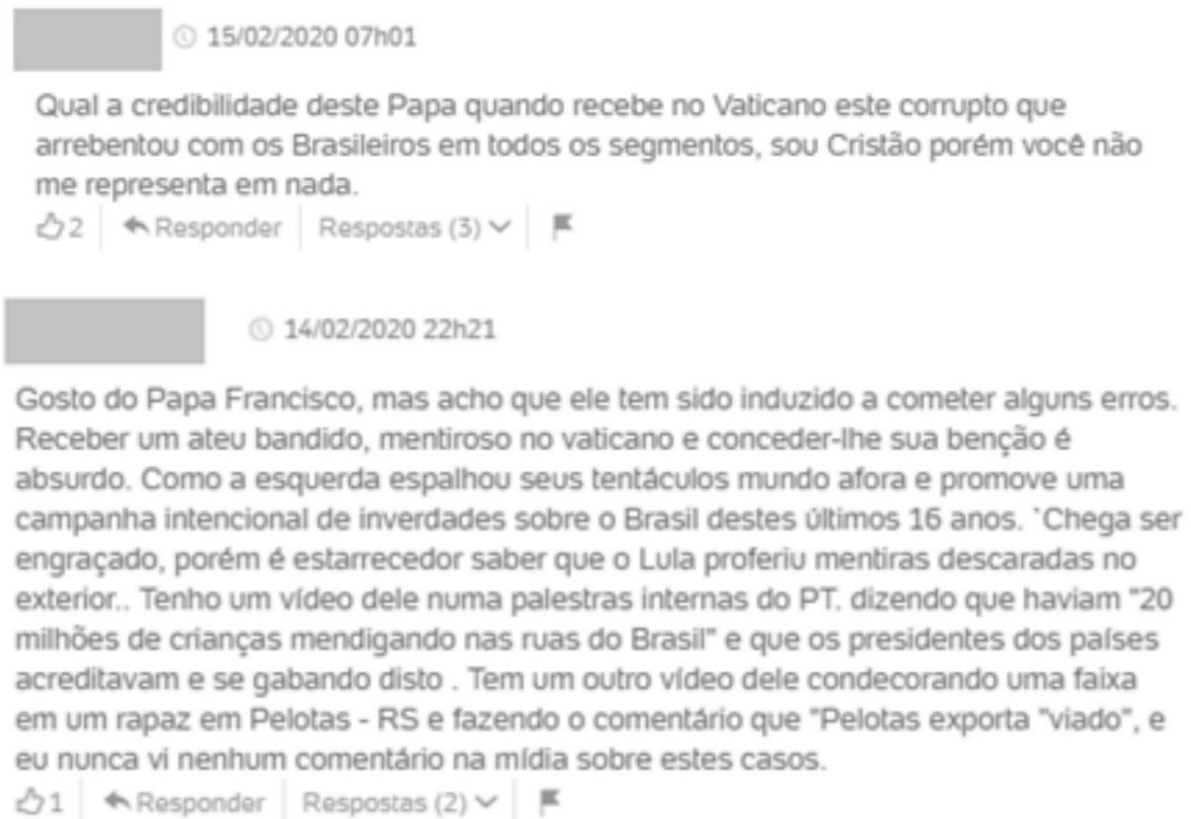 15/02/2020 07h01
Qual a credibilidade deste Papa quando recebe no Vaticano este corrupto que
arrebentou com os Brasileiros em todos os segmentos, sou Cristão porém você não
me representa em nada.
2 Responder Respostas (3)
14/02/2020 22h21
Gosto do Papa Francisco, mas acho que ele tem sido induzido a cometer alguns erros.
Receber um ateu bandido, mentiroso no vaticano e conceder-lhe sua benção é
absurdo. Como a esquerda espalhou seus tentáculos mundo afora e promove uma
campanha intencional de inverdades sobre o Brasil destes últimos 16 anos. `Chega ser
engraçado, porém é estarrecedor saber que o Lula proferiu mentiras descaradas no
exterior.. Tenho um vídeo dele numa palestras internas do PT. dizendo que haviam "20
milhões de crianças mendigando nas ruas do Brasil" e que os presidentes dos países
acreditavam e se gabando disto . Tem um outro vídeo dele condecorando uma faixa
em um rapaz em Pelotas - RS e fazendo o comentário que "Pelotas exporta "viado", e
eu nunca vi nenhum comentário na mídia sobre estes casos.
1 Responder Respostas (2)